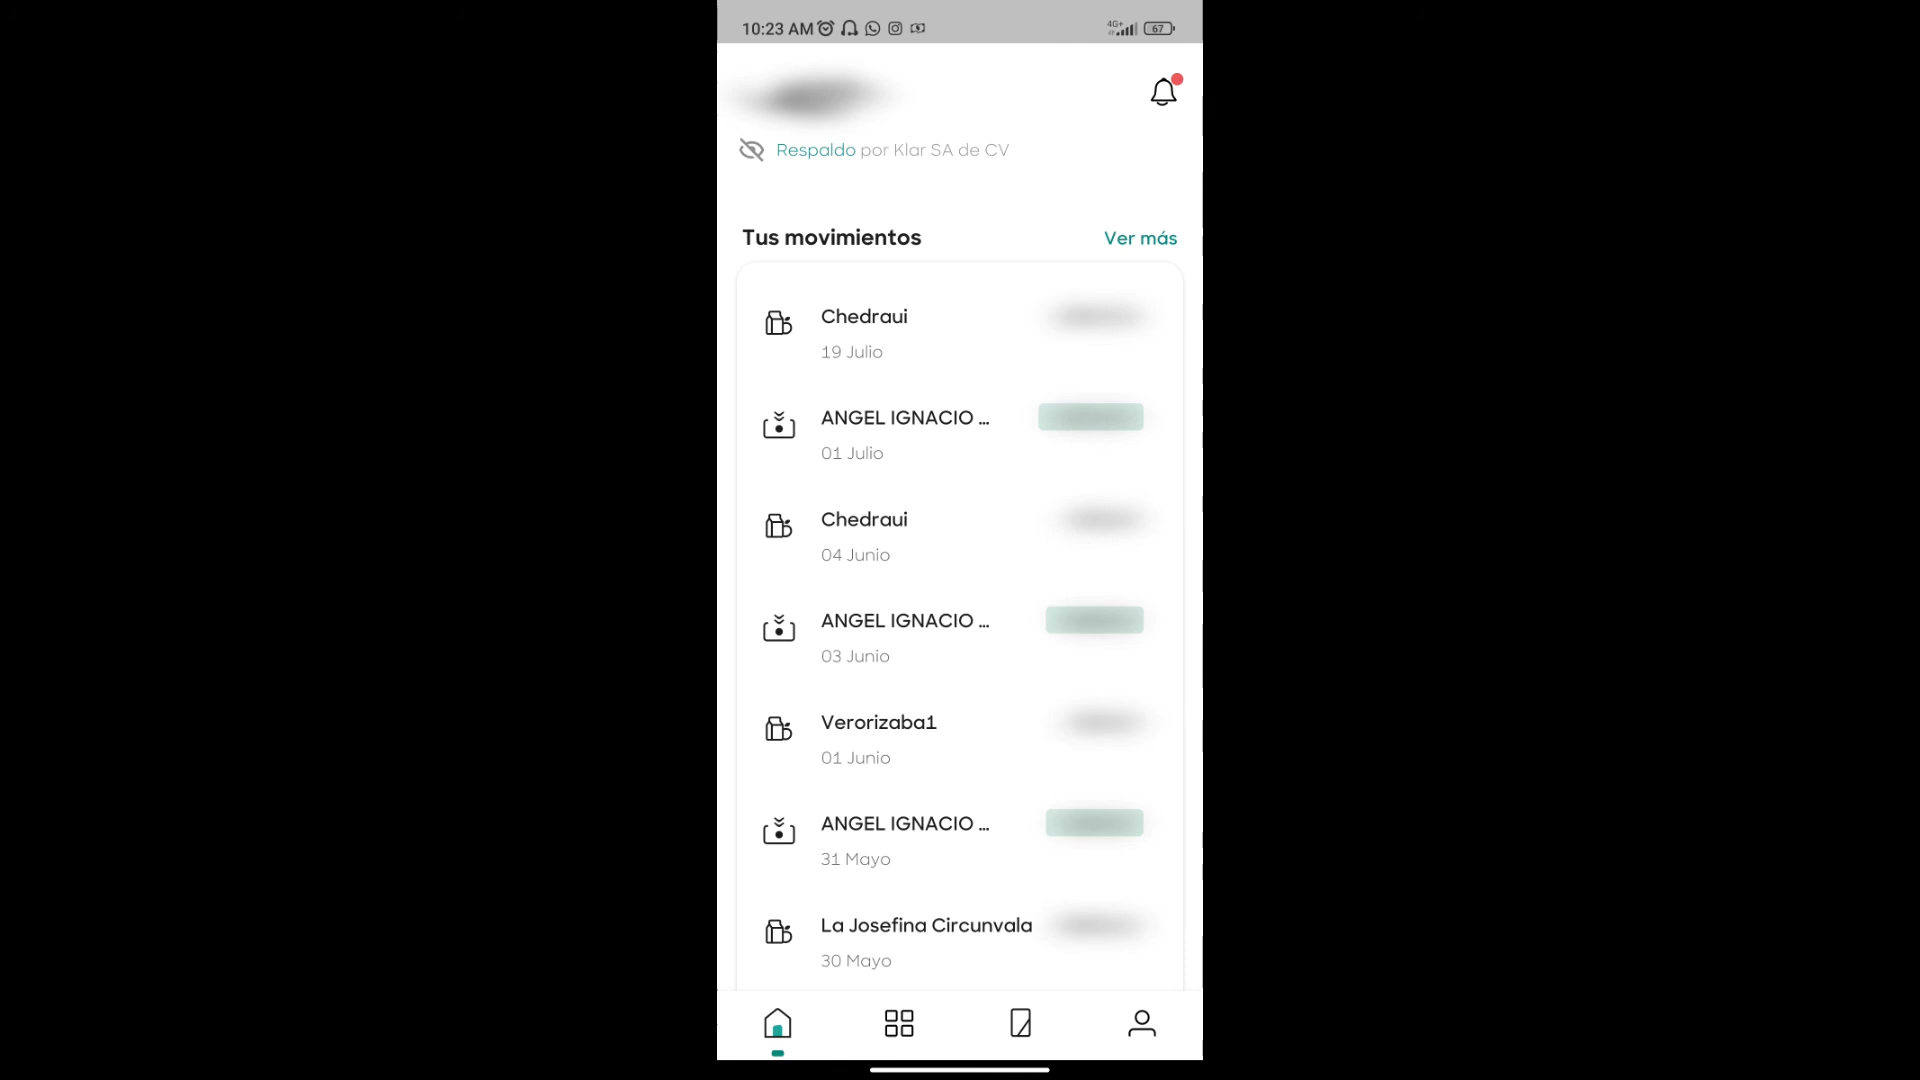 10:23 AM
4G+
67
Respaldo por Klar SA de CV
Tus movimientos
Ver más
Chedraui
19 Julio
ANGEL IGNACIO ...
01 Julio
Chedraui
04 Junio
ANGEL IGNACIO ...
03 Junio
Verorizaba1
01 Junio
ANGEL IGNACIO ...
31 Mayo
La Josefina Circunvala
30 Mayo